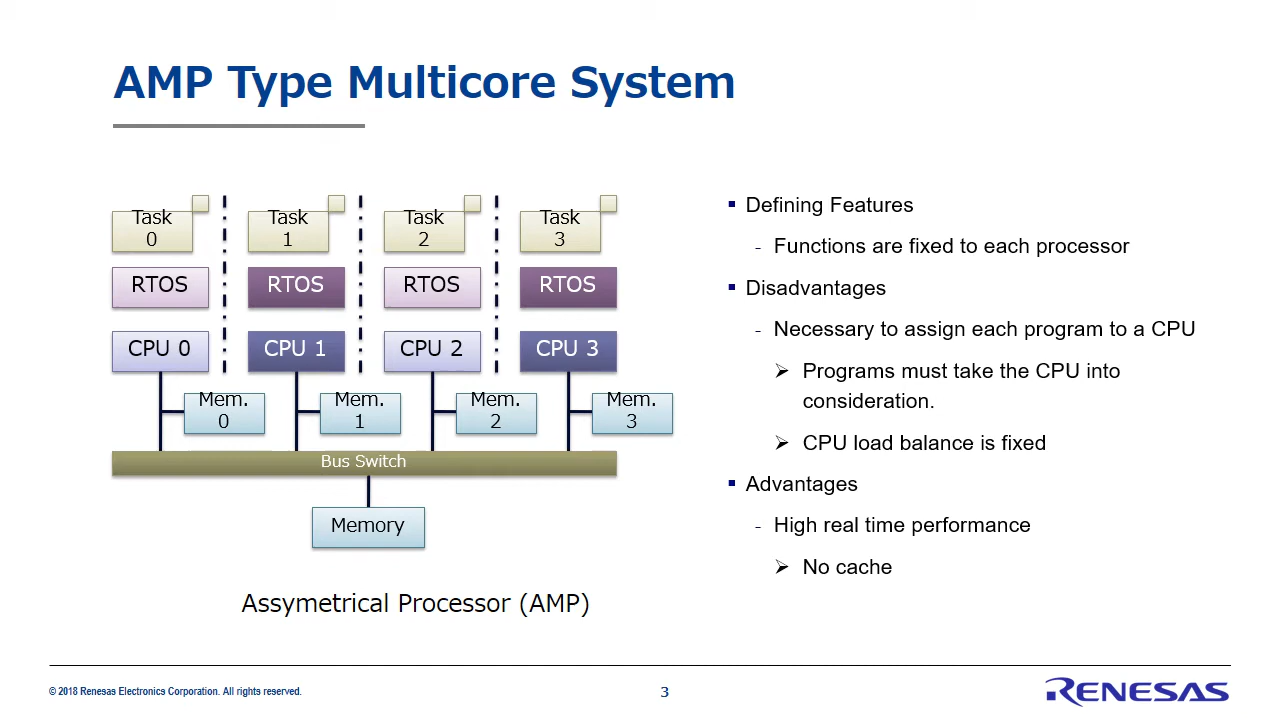 RENESAS
AMP Type Multicore System
Task
0
Task
1
Task
2
Task
3
RTOS
RTOS
RTOS
RTOS
CPU 0
CPU 1
CPU 2
CPU 3
Mem.
0
Mem.
1
Mem.
2
Mem.
3
Bus Switch
Memory
Assymetrical Processor (AMP)
▪ Defining Features
- Functions are fixed to each processor
▪ Disadvantages
- Necessary to assign each program to a CPU
➢ Programs must take the CPU into
consideration.
➢ CPU load balance is fixed
▪ Advantages
- High real time performance
➢ No cache
© 2018 Renesas Electronics Corporation. All rights reserved.
3
RENESAS